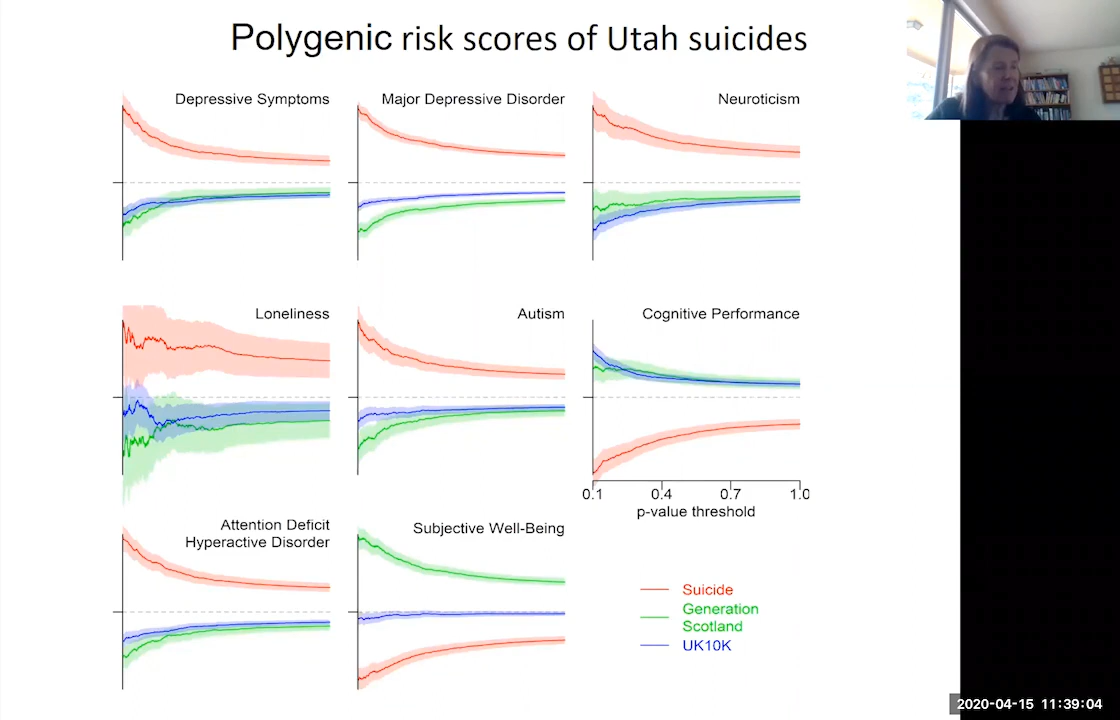 Polygenic risk scores of Utah suicides
Depressive Symptoms
Major Depressive Disorder
Neuroticism
Loneliness
Autism
Cognitive Performance
0.1 0.4 0.7 1.0
p-value threshold
Attention Deficit
Hyperactive Disorder
Subjective Well-Being
Suicide
Generation
Scotland
UK10K
2020-04-15 11:39:04